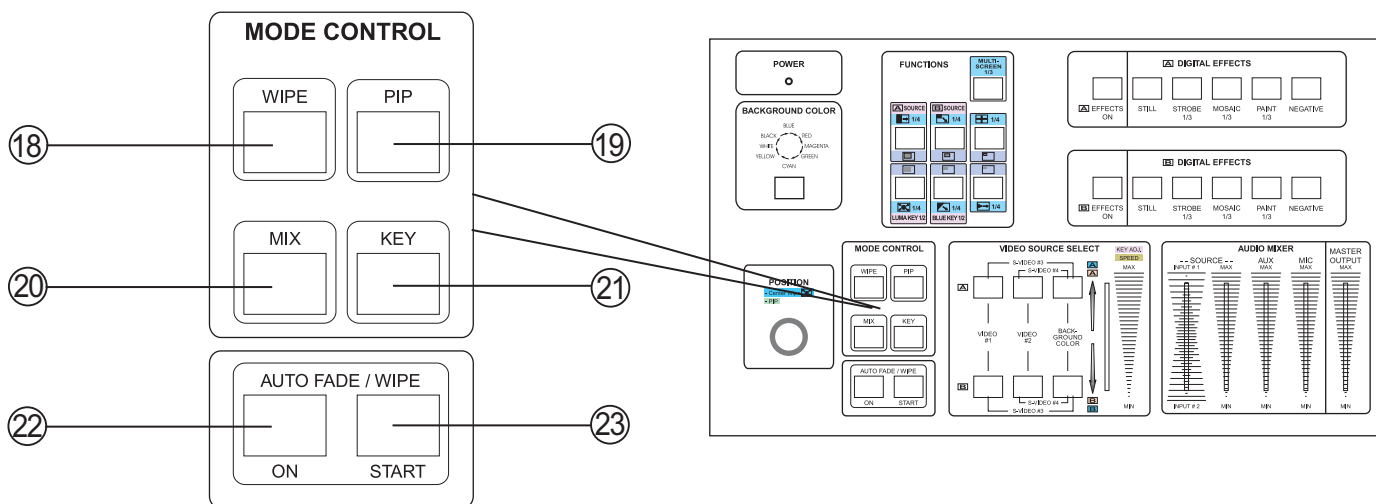 MODE CONTROL
WIPE PIP
18 19
MIX KEY
20 21
AUTO FADE / WIPE
22 23
ON START
POWER
BACKGROUND COLOR
BLUE
BLACK RED
WHITE MAGENTA
YELLOW GREEN
CYAN
FUNCTIONS
MULTI-
SCREEN
1/3
A SOURCE B SOURCE
1/4 1/4 1/4
1/4 1/4 1/4
LUMA KEY 1/2 BLUE KEY 1/2
A DIGITAL EFFECTS
A EFFECTS STILL STROBE MOSAIC PAINT NEGATIVE
ON 1/3 1/3 1/3
B DIGITAL EFFECTS
B EFFECTS STILL STROBE MOSAIC PAINT NEGATIVE
ON 1/3 1/3 1/3
POSITION
- PIP
MODE CONTROL
WIPE PIP
MIX KEY
AUTO FADE / WIPE
ON START
VIDEO SOURCE SELECT
KEY ADJ.
SPEED
S-VIDEO #3
S-VIDEO #4
A
A
MAX
A
VIDEO VIDEO BACK-
#1 #2 GROUND
COLOR
B
S-VIDEO #4
S-VIDEO #3
B
B
MIN
AUDIO MIXER
--SOURCE-- AUX MIC MASTER
OUTPUT
INPUT # 1 MAX MAX MAX MAX
INPUT # 2 MIN MIN MIN MIN